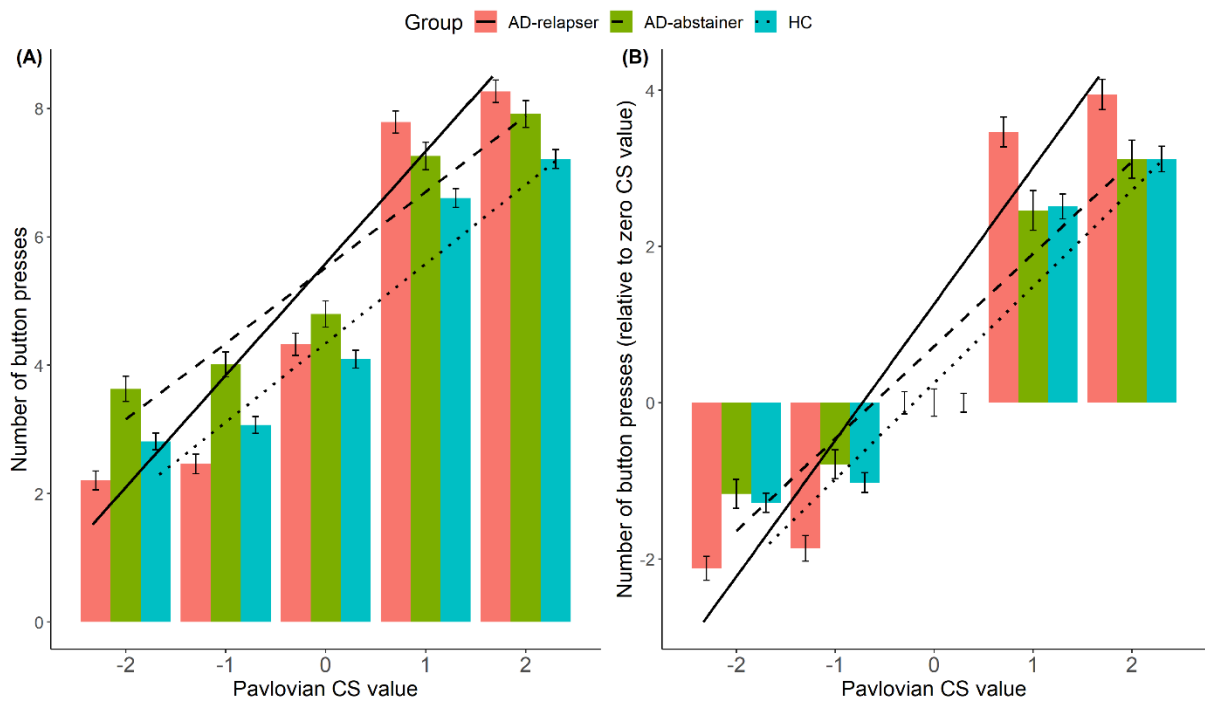 Group AD-relapser AD-abstainer HC
(A)
Number of button presses
8
6
4
2
0
-2 -1 0 1 2
Pavlovian CS value
(B)
Number of button presses (relative to zero CS value)
4
2
0
-2
-2 -1 0 1 2
Pavlovian CS value